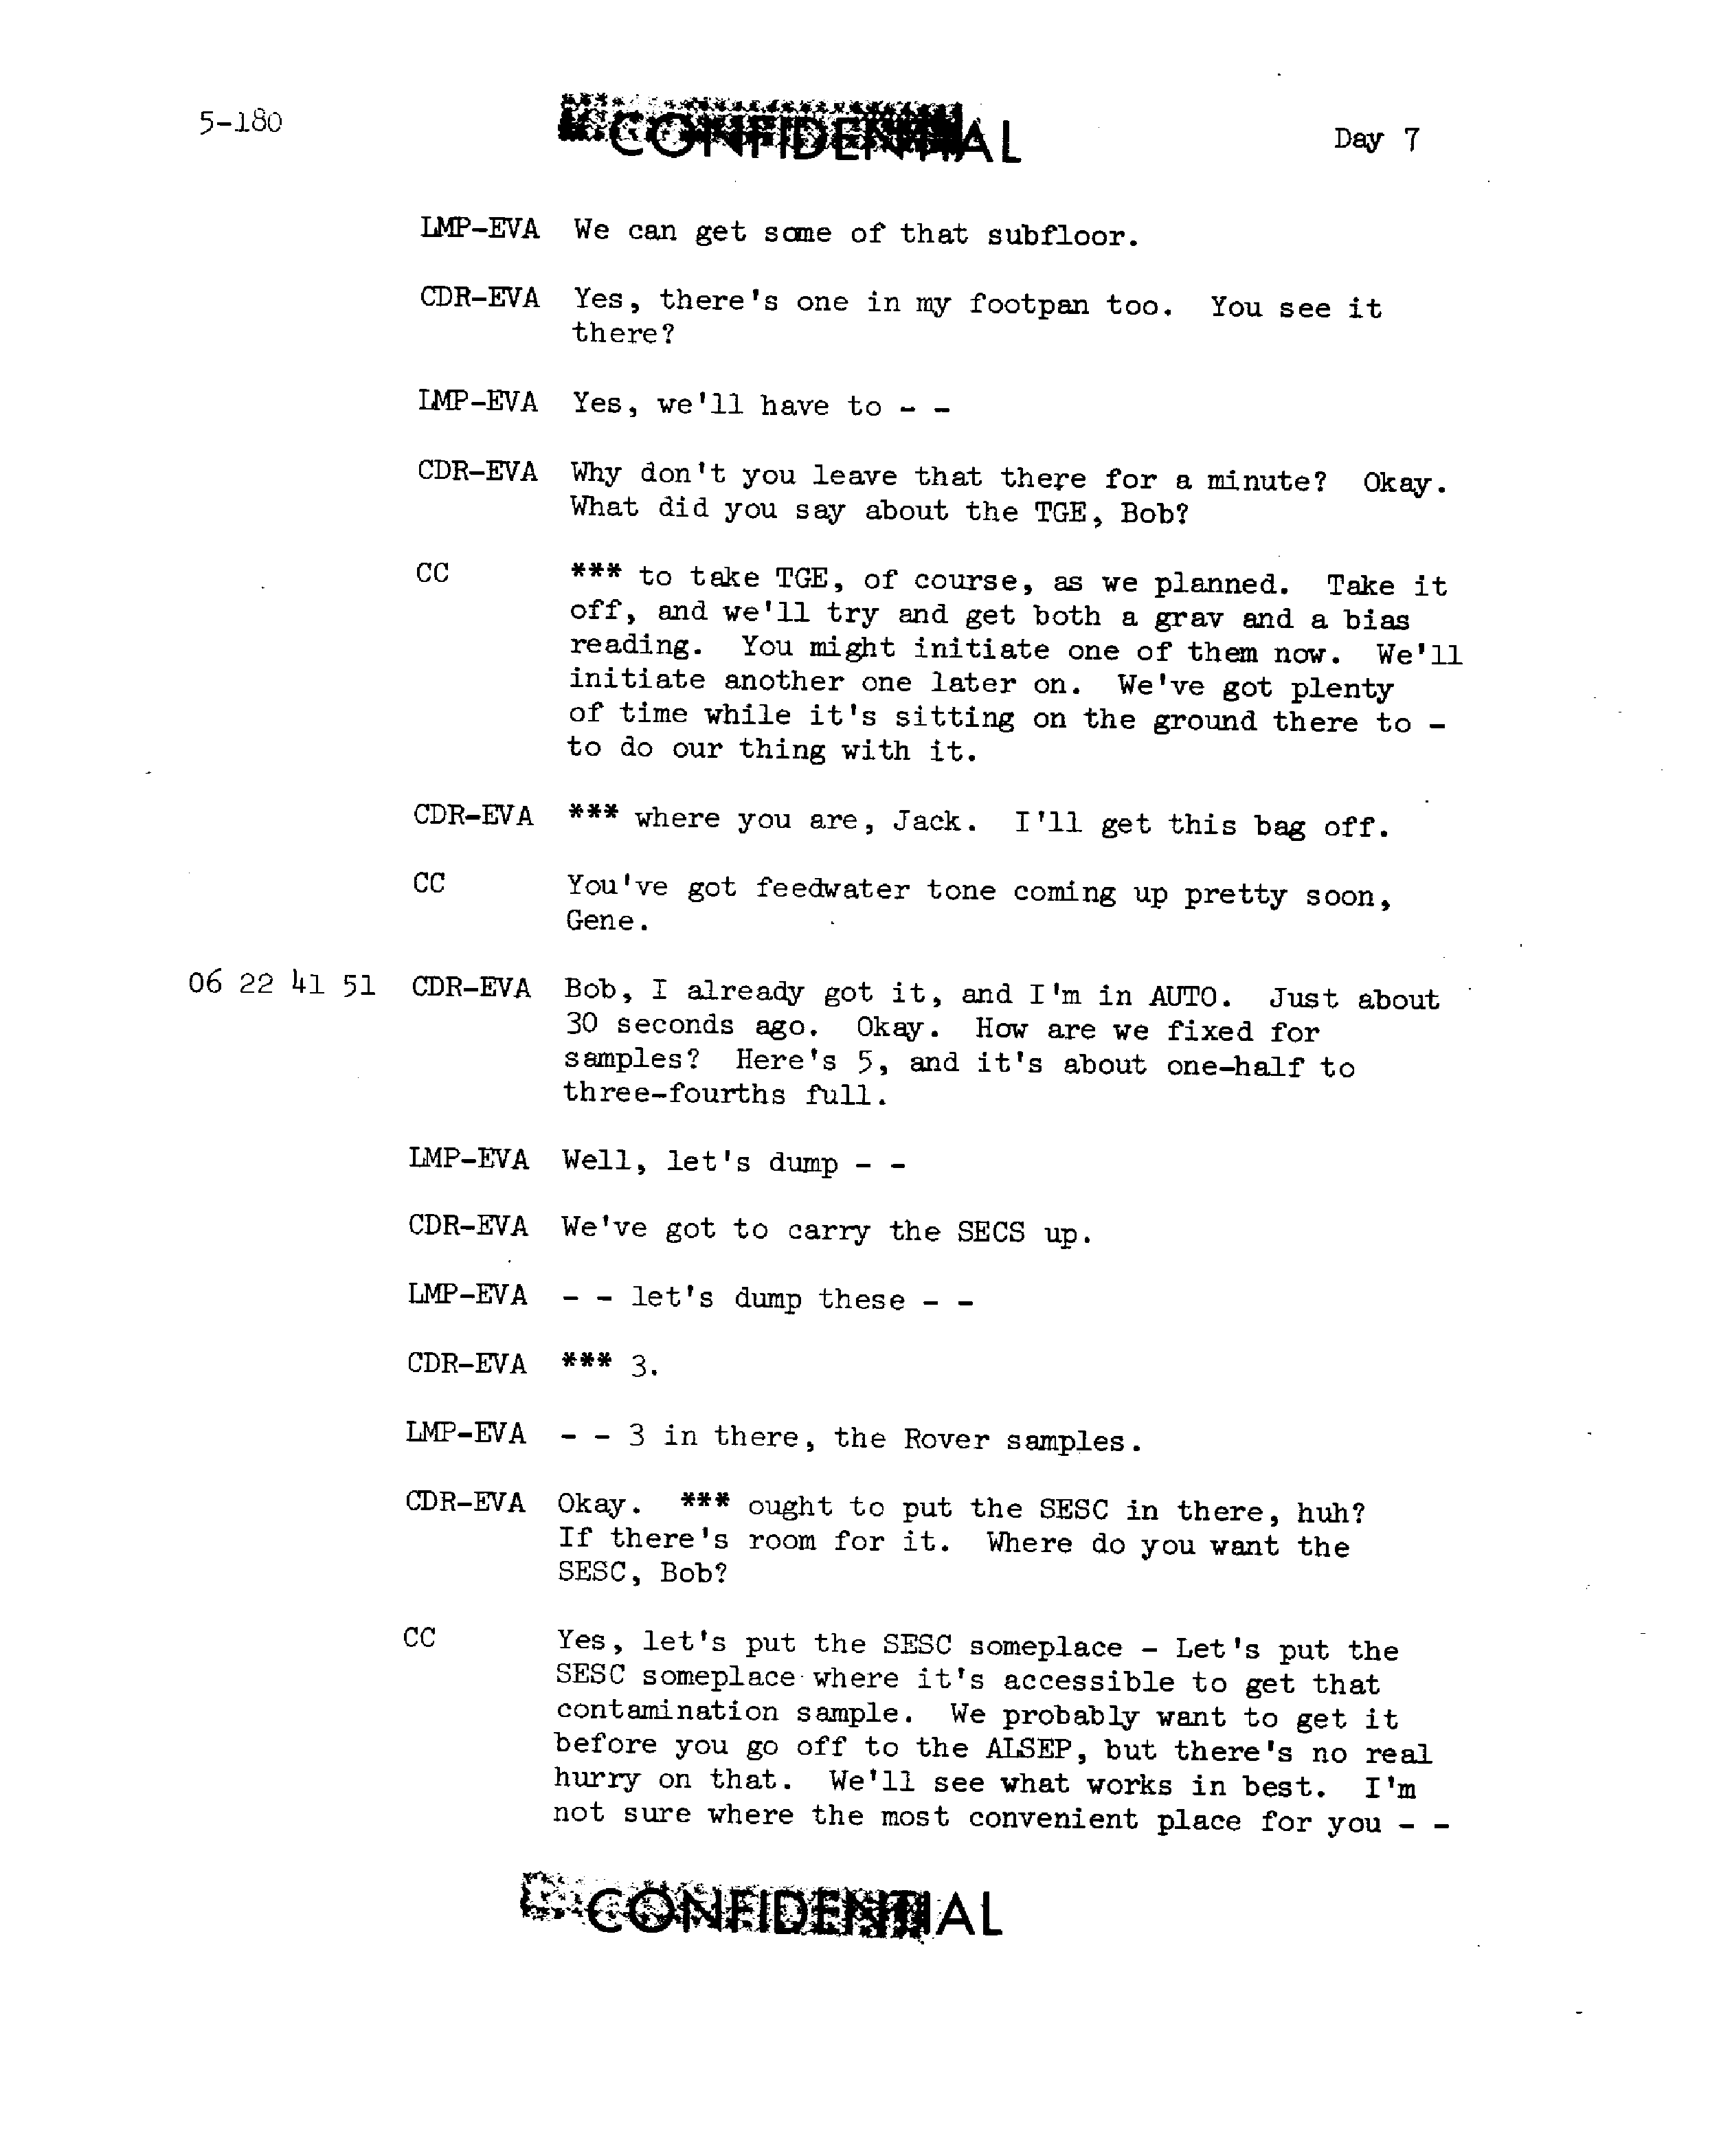 5-180 CONFIDENTIAL Day 7
LMP-EVA We can get some of that subfloor.
CDR-EVA Yes, there's one in my footpan too. You see it
there?
LMP-EVA Yes, we'll have to - -
CDR-EVA Why don't you leave that there for a minute? Okay.
What did you say about the TGE, Bob?
CC *** to take TGE, of course, as we planned. Take it
off, and we'll try and get both a grav and a bias
reading. You might initiate one of them now. We'll
initiate another one later on. We've got plenty
of time while it's sitting on the ground there to -
to do our thing with it.
CDR-EVA *** where you are, Jack. I'll get this bag off.
CC You've got feedwater tone coming up pretty soon,
Gene.
06 22 41 51 CDR-EVA Bob, I already got it, and I'm in AUTO. Just about
30 seconds ago. Okay. How are we fixed for
samples? Here's 5, and it's about one-half to
three-fourths full.
LMP-EVA Well, let's dump - -
CDR-EVA We've got to carry the SECS up.
LMP-EVA - - let's dump these - -
CDR-EVA *** 3.
LMP-EVA - - 3 in there, the Rover samples.
CDR-EVA Okay. *** ought to put the SESC in there, huh?
If there's room for it. Where do you want the
SESC, Bob?
CC Yes, let's put the SESC someplace - Let's put the
SESC someplace where it's accessible to get that
contamination sample. We probably want to get it
before you go off to the ALSEP, but there's no real
hurry on that. We'll see what works in best. I'm
not sure where the most convenient place for you - -
CONFIDENTIAL